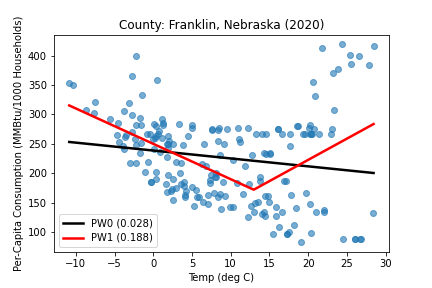 County: Franklin, Nebraska (2020)
Per-Capita Consumption (MMBtu/1000 Households)
400
350
300
250
200
150
100
PW0 (0.028)
PW1 (0.188)
−10 −5 0 5 10 15 20 25 30
Temp (deg C)